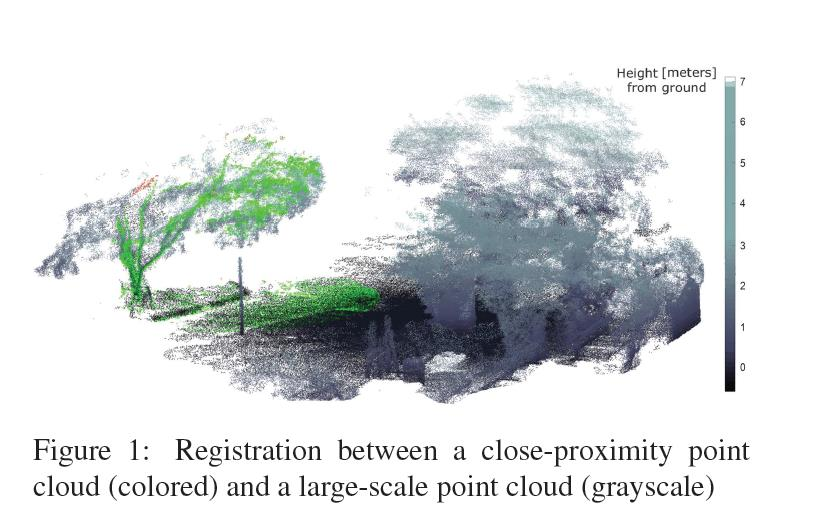 Height [meters]
from ground
7
6
5
4
3
2
1
0
Figure 1: Registration between a close-proximity point
cloud (colored) and a large-scale point cloud (grayscale)